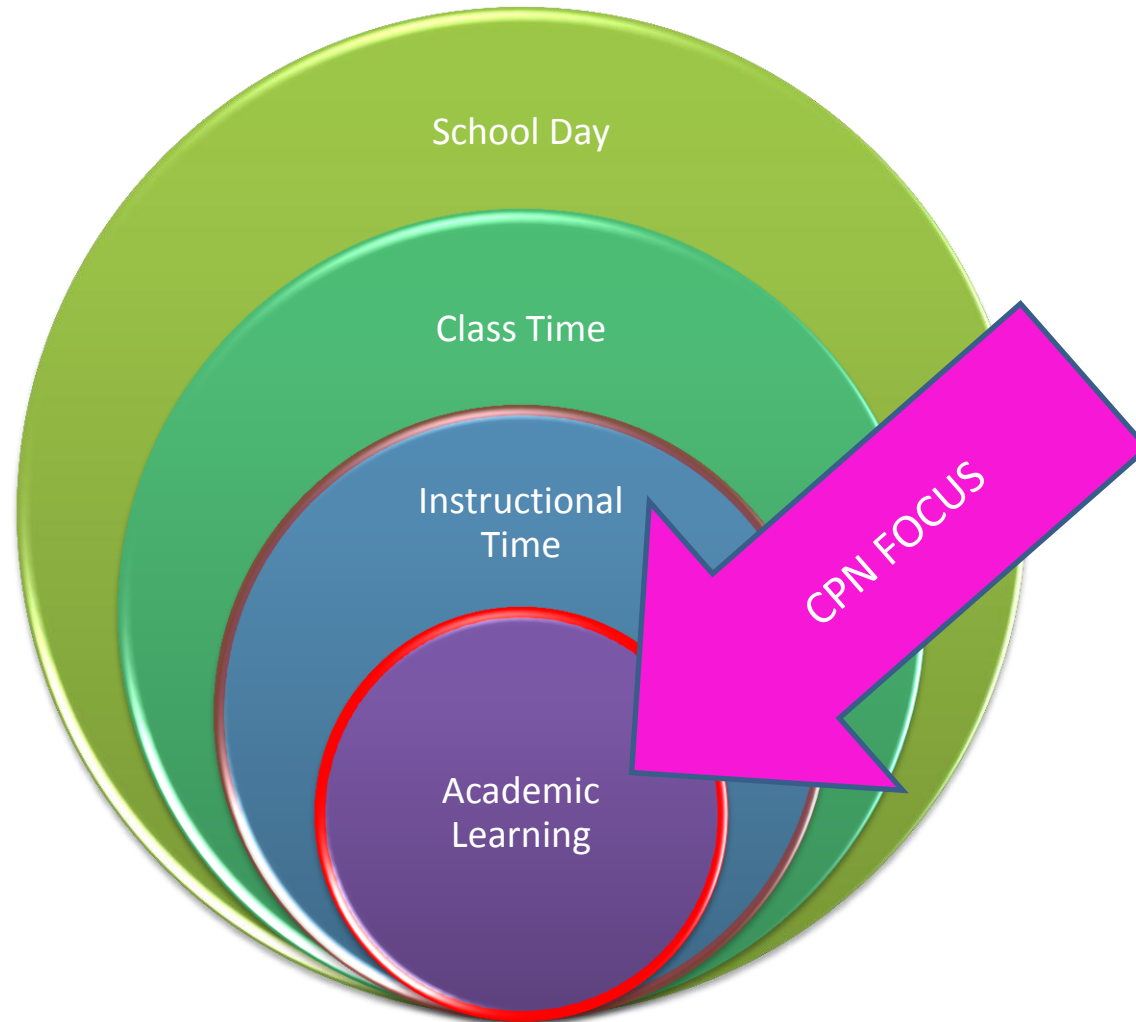 School Day
Class Time
Instructional
Time
CPN FOCUS
Academic
Learning